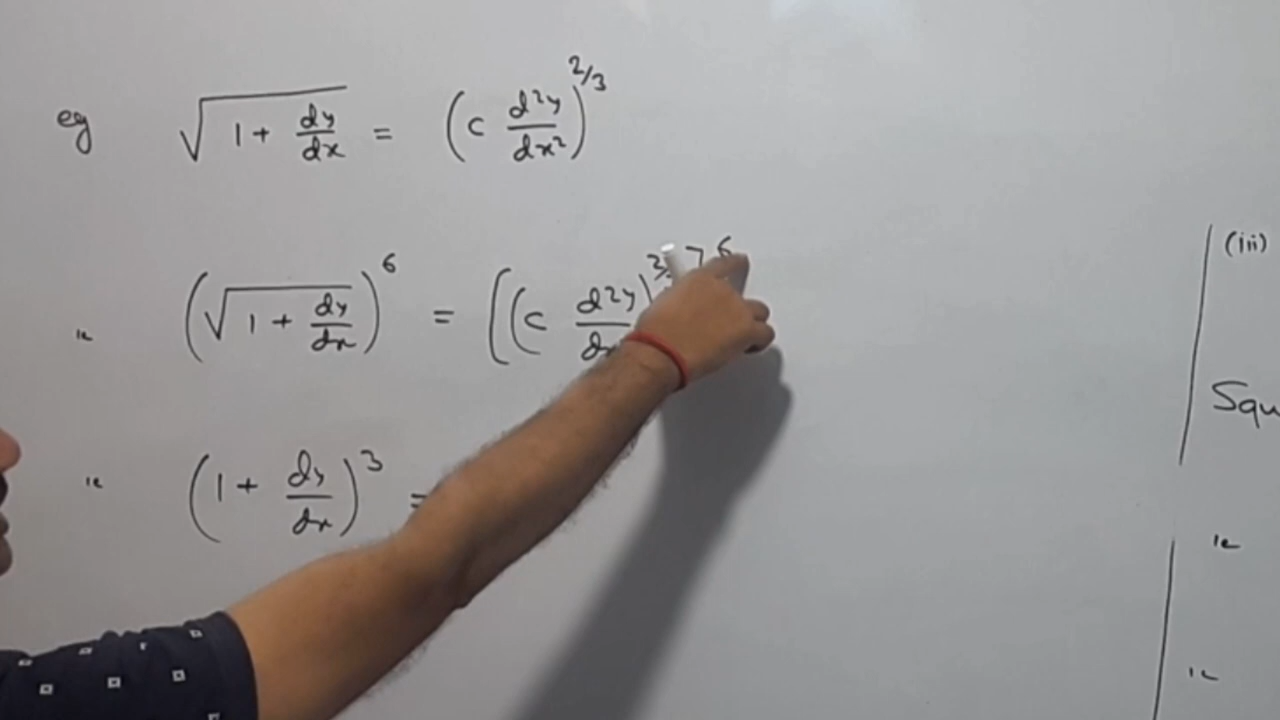 eg √(1 + dy/dx) = (c d²y/dx²)^2/3
ie (√(1 + dy/dx))^6 = [(c d²y/dx
ie (1 + dy/dx)^3 =
(iii)
Squ
ie
ie